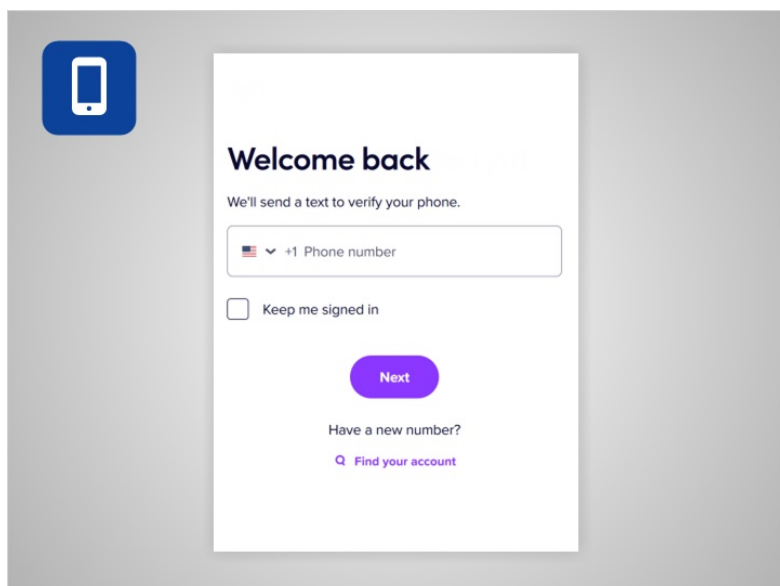 Welcome back
We'll send a text to verify your phone.
+1 Phone number
Keep me signed in
Next
Have a new number?
Find your account